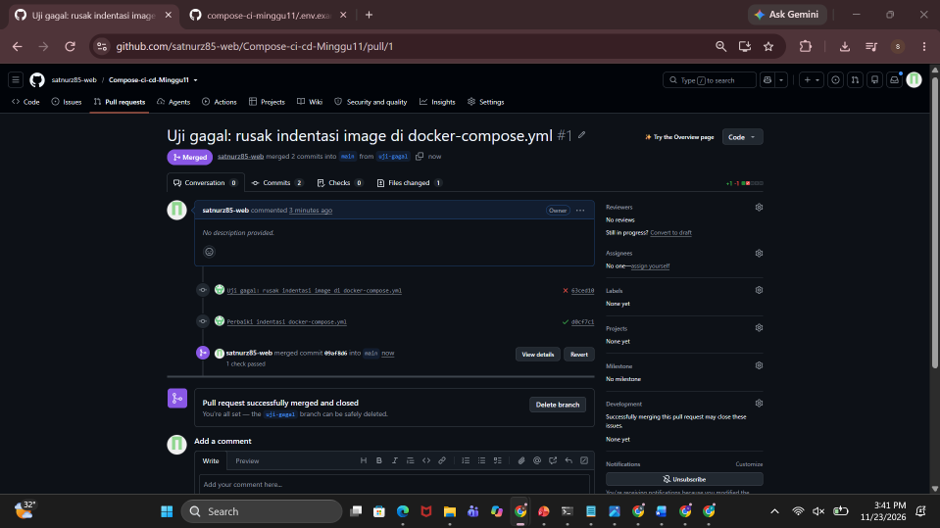 Uji gagal: rusak indentasi image
compose-ci-minggu11/.env.exa
Ask Gemini
github.com/satnurz85-web/Compose-ci-cd-Minggu11/pull/1
satnurz85-web / Compose-ci-cd-Minggu11
Type / to search
Code Issues Pull requests Agents Actions Projects Wiki Security and quality Insights Settings
Uji gagal: rusak indentasi image di docker-compose.yml #1
Try the Overview page
Code
Merged satnurz85-web merged 2 commits into main from uji-gagal now
Conversation 0 Commits 2 Checks 0 Files changed 1
+1 -1
satnurz85-web commented 3 minutes ago
Owner
No description provided.
Uji gagal: rusak indentasi image di docker-compose.yml
63ced10
Perbaiki indentasi docker-compose.yml
d0cf7c1
satnurz85-web merged commit 09af8d6 into main now
View details
Revert
1 check passed
Pull request successfully merged and closed
You're all set — the uji-gagal branch can be safely deleted.
Delete branch
Add a comment
Write Preview
Add your comment here...
Reviewers
No reviews
Still in progress? Convert to draft
Assignees
No one—assign yourself
Labels
None yet
Projects
None yet
Milestone
No milestone
Development
Successfully merging this pull request may close these
issues.
None yet
Notifications
Customize
Unsubscribe
You're receiving notifications because you modified the
32°
Search
3:41 PM
11/23/2026